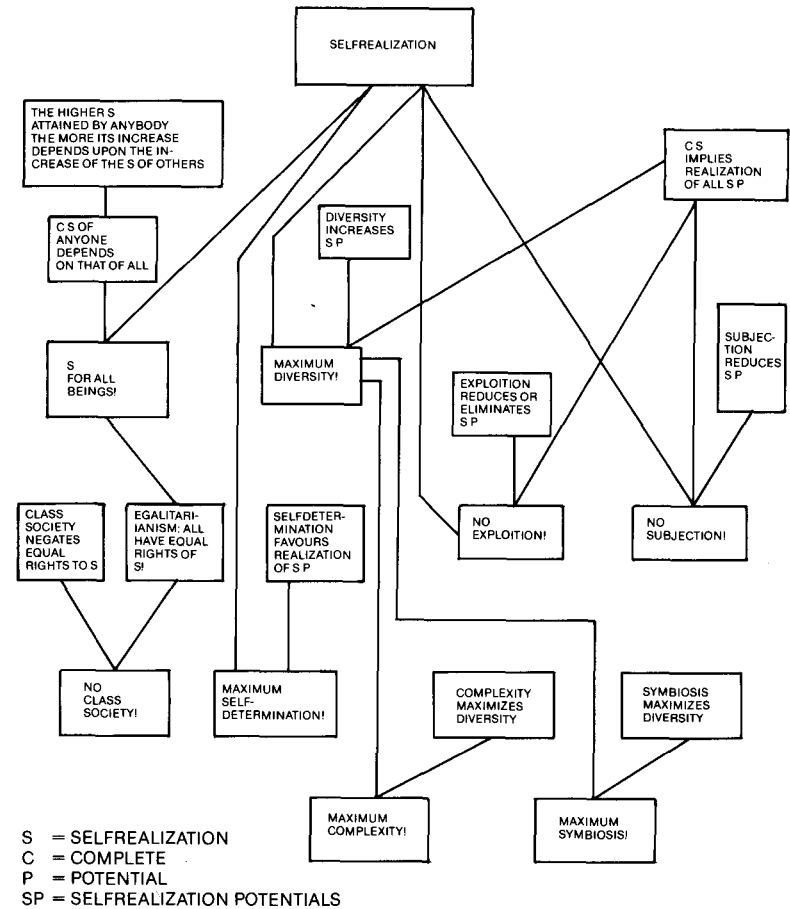 SELFREALIZATION
THE HIGHER S
ATTAINED BY ANYBODY
THE MORE ITS INCREASE
DEPENDS UPON THE IN-
CREASE OF THE S OF OTHERS
C S
IMPLIES
REALIZATION
OF ALL S P
C S OF
ANYONE
DEPENDS
ON THAT OF ALL
DIVERSITY
INCREASES
S P
S
FOR ALL
BEINGS!
MAXIMUM
DIVERSITY!
EXPLOITION
REDUCES OR
ELIMINATES
S P
SUBJEC-
TION
REDUCES
S P
CLASS
SOCIETY
NEGATES
EQUAL
RIGHTS TO S
EGALITARI-
IANISM: ALL
HAVE EQUAL
RIGHTS OF
S!
SELFDETER-
MINATION
FAVOURS
REALIZATION
OF S P
NO
EXPLOITION!
NO
SUBJECTION!
NO
CLASS
SOCIETY!
MAXIMUM
SELF-
DETERMINATION!
COMPLEXITY
MAXIMIZES
DIVERSITY
SYMBIOSIS
MAXIMIZES
DIVERSITY
MAXIMUM
COMPLEXITY!
MAXIMUM
SYMBIOSIS!
S = SELFREALIZATION
C = COMPLETE
P = POTENTIAL
SP = SELFREALIZATION POTENTIALS